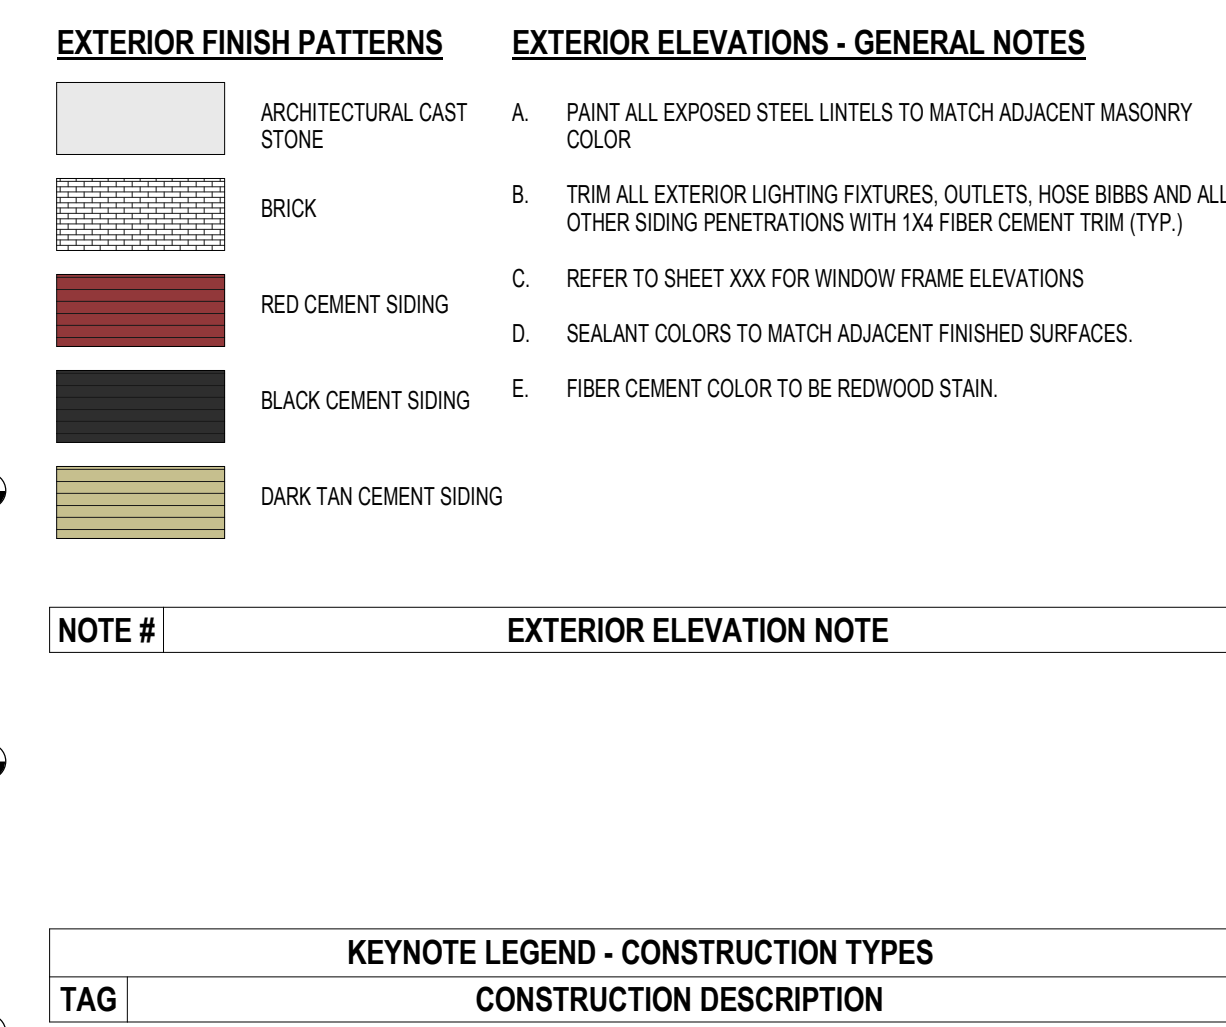 EXTERIOR FINISH PATTERNS
ARCHITECTURAL CAST
STONE
BRICK
RED CEMENT SIDING
BLACK CEMENT SIDING
DARK TAN CEMENT SIDING
EXTERIOR ELEVATIONS - GENERAL NOTES
A. PAINT ALL EXPOSED STEEL LINTELS TO MATCH ADJACENT MASONRY
COLOR
B. TRIM ALL EXTERIOR LIGHTING FIXTURES, OUTLETS, HOSE BIBBS AND ALL
OTHER SIDING PENETRATIONS WITH 1X4 FIBER CEMENT TRIM (TYP.)
C. REFER TO SHEET XXX FOR WINDOW FRAME ELEVATIONS
D. SEALANT COLORS TO MATCH ADJACENT FINISHED SURFACES.
E. FIBER CEMENT COLOR TO BE REDWOOD STAIN.
NOTE # EXTERIOR ELEVATION NOTE
KEYNOTE LEGEND - CONSTRUCTION TYPES
TAG CONSTRUCTION DESCRIPTION